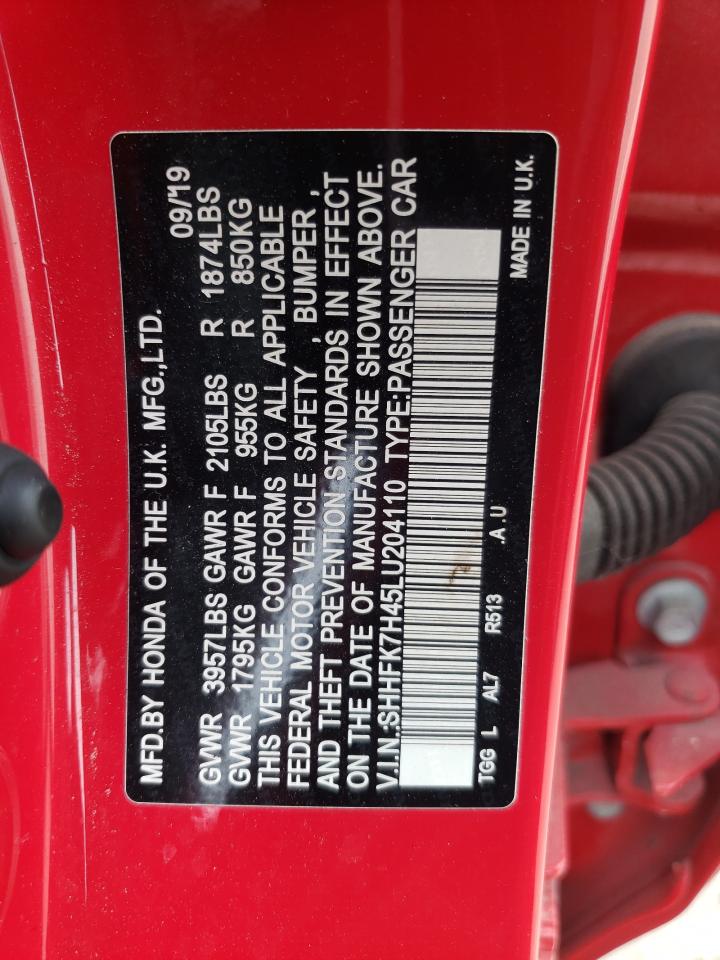 MFD.BY HONDA OF THE U.K. MFG.,LTD. 09/19
GVWR 3957LBS GAWR F 2105LBS R 1874LBS
GVWR 1795KG GAWR F 955KG R 850KG
THIS VEHICLE CONFORMS TO ALL APPLICABLE
FEDERAL MOTOR VEHICLE SAFETY , BUMPER ,
AND THEFT PREVENTION STANDARDS IN EFFECT
ON THE DATE OF MANUFACTURE SHOWN ABOVE.
V.I.N.:SHHFK7H45LU204110 TYPE:PASSENGER CAR
TGG L AL7 R513 .A.U MADE IN U.K.